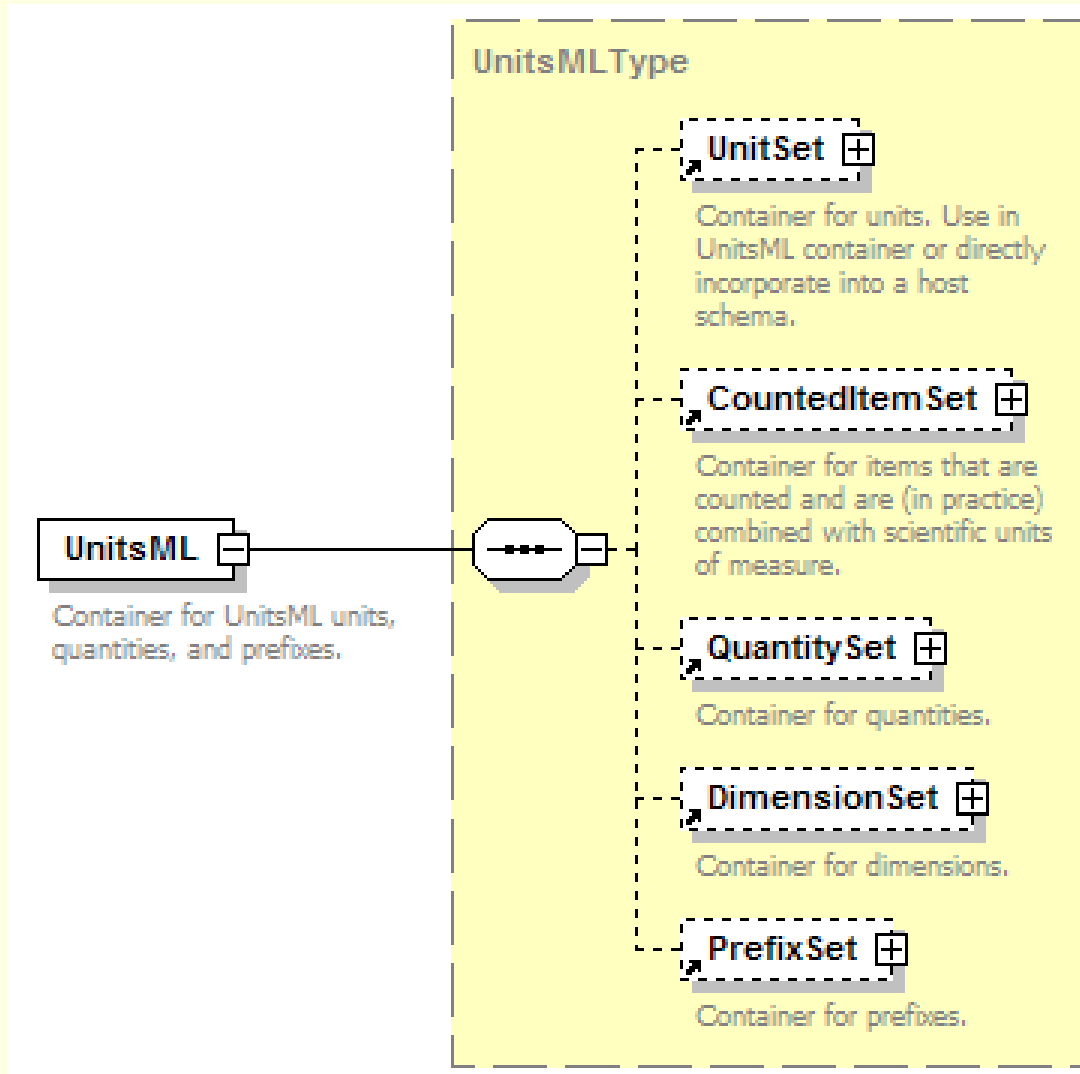 UnitsMLType
UnitSet
Container for units. Use in
UnitsML container or directly
incorporate into a host
schema.
CountedItemSet
Container for items that are
counted and are (in practice)
combined with scientific units
of measure.
UnitsML
Container for UnitsML units,
quantities, and prefixes.
QuantitySet
Container for quantities.
DimensionSet
Container for dimensions.
PrefixSet
Container for prefixes.